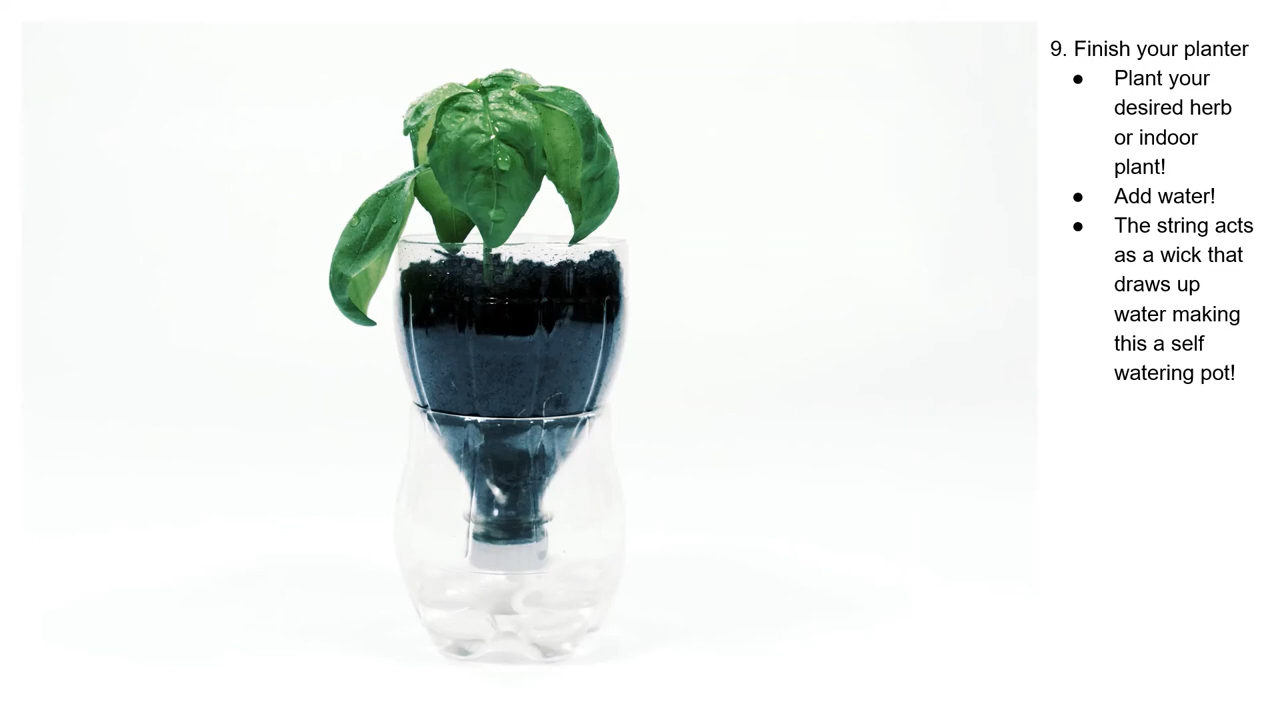 9. Finish your planter
● Plant your
desired herb
or indoor
plant!
● Add water!
● The string acts
as a wick that
draws up
water making
this a self
watering pot!